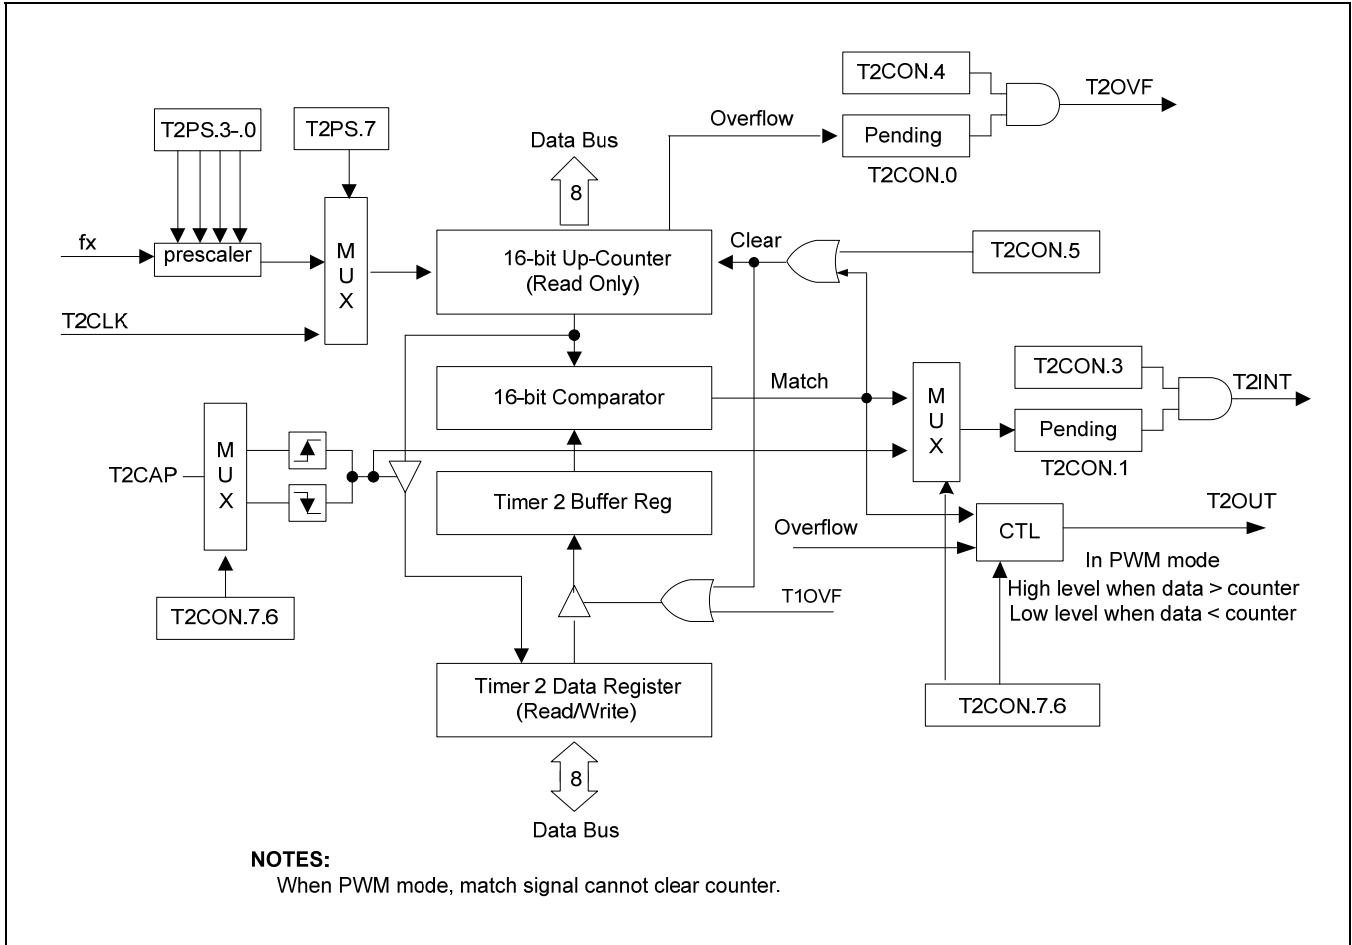 T2CON.4
T2OVF
T2PS.3-.0
T2PS.7
Overflow
Pending
Data Bus
T2CON.0
8
fx
prescaler
M
U
X
16-bit Up-Counter
(Read Only)
Clear
T2CON.5
T2CLK
T2CON.3
T2INT
16-bit Comparator
Match
M
U
X
Pending
T2CON.1
T2CAP
M
U
X
Timer 2 Buffer Reg
T2OUT
Overflow
CTL
In PWM mode
High level when data > counter
Low level when data < counter
T1OVF
T2CON.7.6
Timer 2 Data Register
(Read/Write)
T2CON.7.6
8
Data Bus
NOTES:
When PWM mode, match signal cannot clear counter.